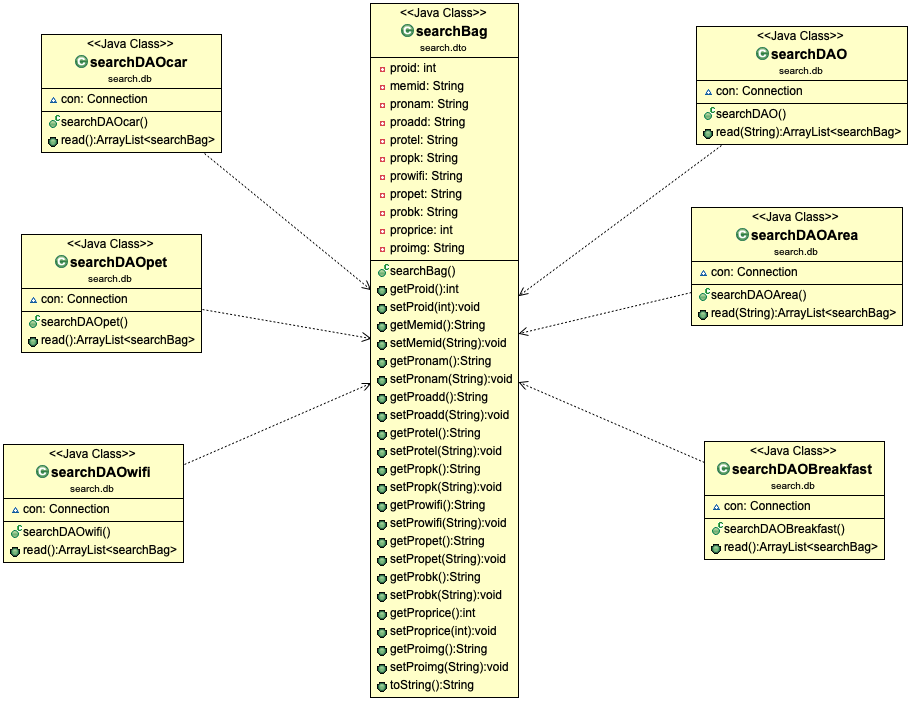 <<Java Class>>
searchDAOcar
search.db
con: Connection
searchDAOcar()
read():ArrayList<searchBag>
<<Java Class>>
searchDAOpet
search.db
con: Connection
searchDAOpet()
read():ArrayList<searchBag>
<<Java Class>>
searchDAOwifi
search.db
con: Connection
searchDAOwifi()
read():ArrayList<searchBag>
<<Java Class>>
searchBag
search.dto
proid: int
memid: String
pronam: String
proadd: String
protel: String
propk: String
prowifi: String
propet: String
probk: String
proprice: int
proimg: String
searchBag()
getProid():int
setProid(int):void
getMemid():String
setMemid(String):void
getPronam():String
setPronam(String):void
getProadd():String
setProadd(String):void
getProtel():String
setProtel(String):void
getPropk():String
setPropk(String):void
getProwifi():String
setProwifi(String):void
getPropet():String
setPropet(String):void
getProbk():String
setProbk(String):void
getProprice():int
setProprice(int):void
getProimg():String
setProimg(String):void
toString():String
<<Java Class>>
searchDAO
search.db
con: Connection
searchDAO()
read(String):ArrayList<searchBag>
<<Java Class>>
searchDAOArea
search.db
con: Connection
searchDAOArea()
read(String):ArrayList<searchBag>
<<Java Class>>
searchDAOBreakfast
search.db
con: Connection
searchDAOBreakfast()
read():ArrayList<searchBag>